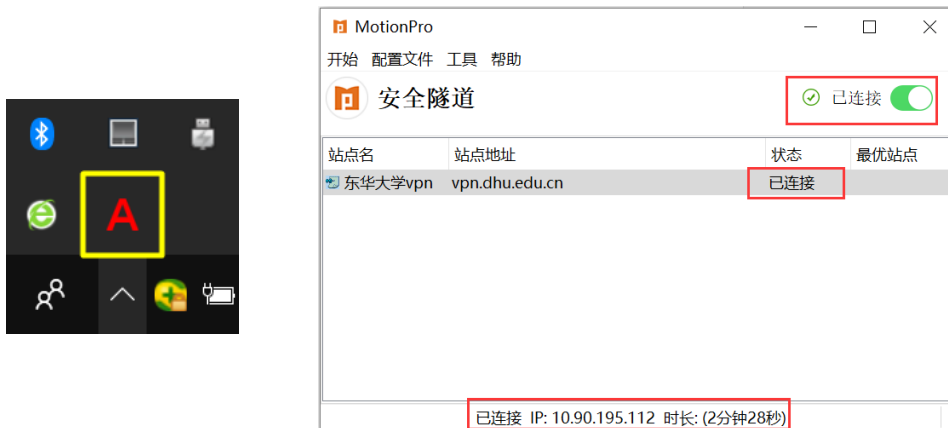 A
MotionPro
开始 配置文件 工具 帮助
安全隧道
已连接
站点名 站点地址 状态 最优站点
东华大学vpn vpn.dhu.edu.cn 已连接
已连接 IP: 10.90.195.112 时长: (2分钟28秒)